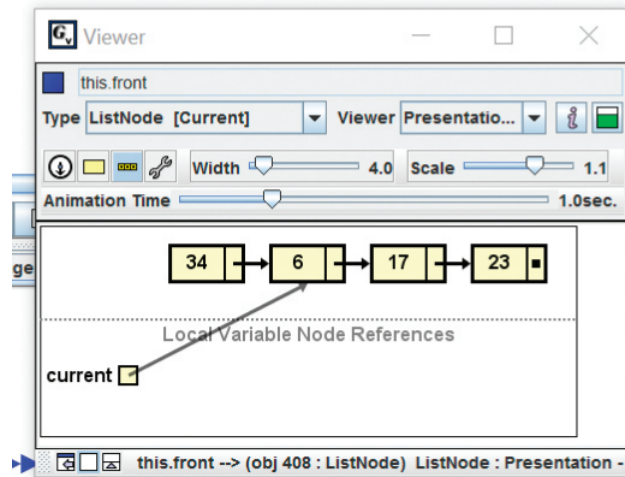 Gv Viewer
this.front
Type ListNode [Current] Viewer Presentatio... i
Width 4.0 Scale 1.1
Animation Time 1.0sec.
ge
34 6 17 23
Local Variable Node References
current
this.front --> (obj 408 : ListNode) ListNode : Presentation -